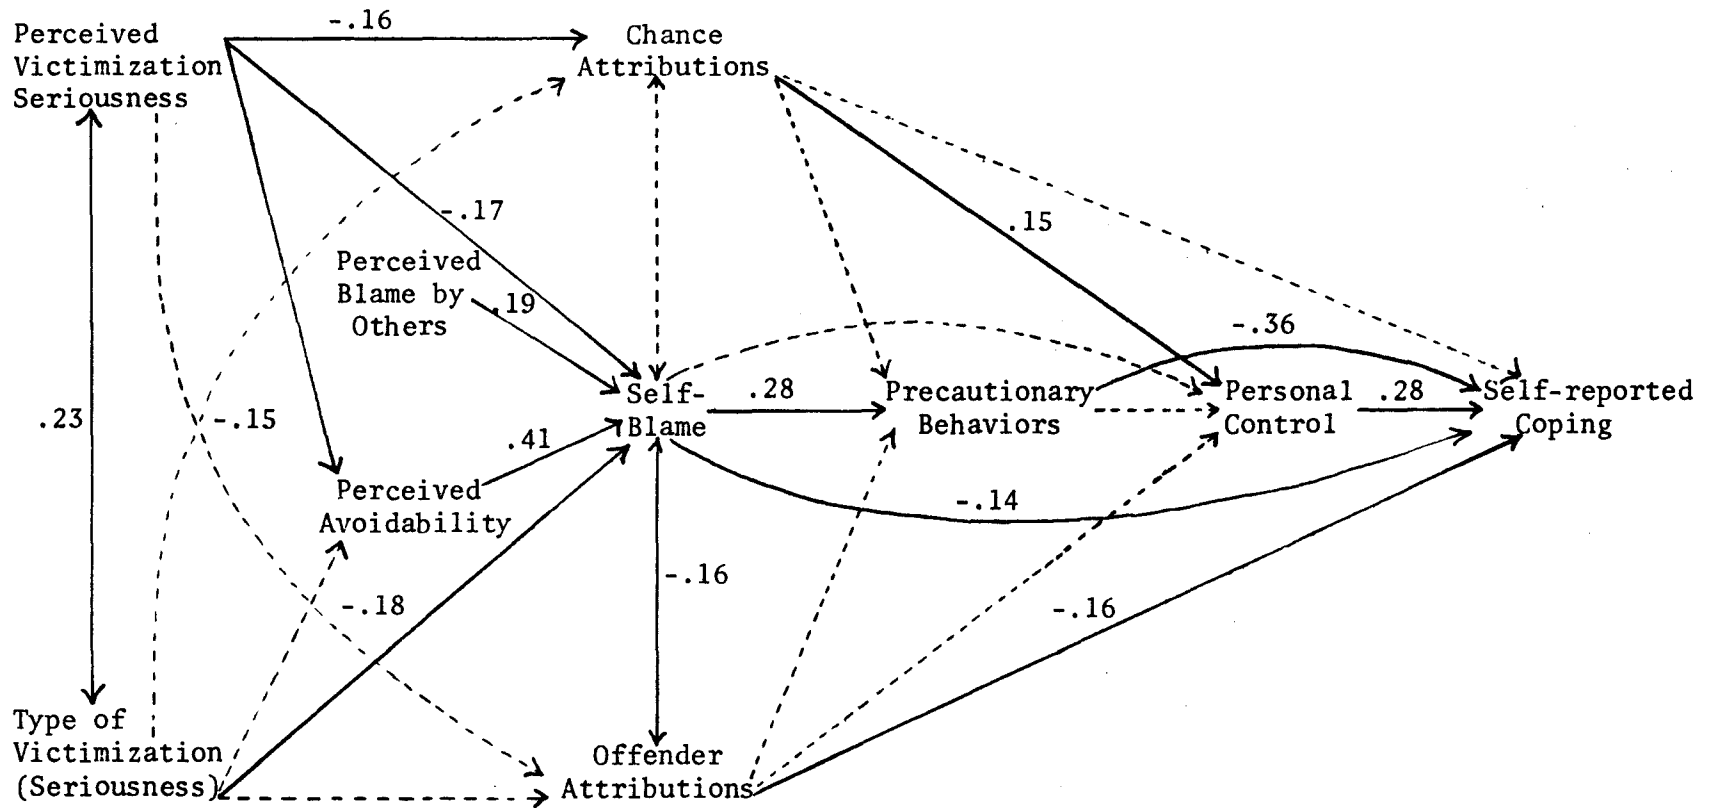 -.16
Perceived
Victimization
Seriousness
Chance
Attributions
-.17
.15
Perceived
Blame by
Others
.19
-.36
Self-
Blame
.28
Precautionary
Behaviors
Personal
Control
.28
Self-reported
Coping
.23
-.15
.41
Perceived
Avoidability
-.14
-.16
-.18
-.16
Type of
Victimization
(Seriousness)
Offender
Attributions